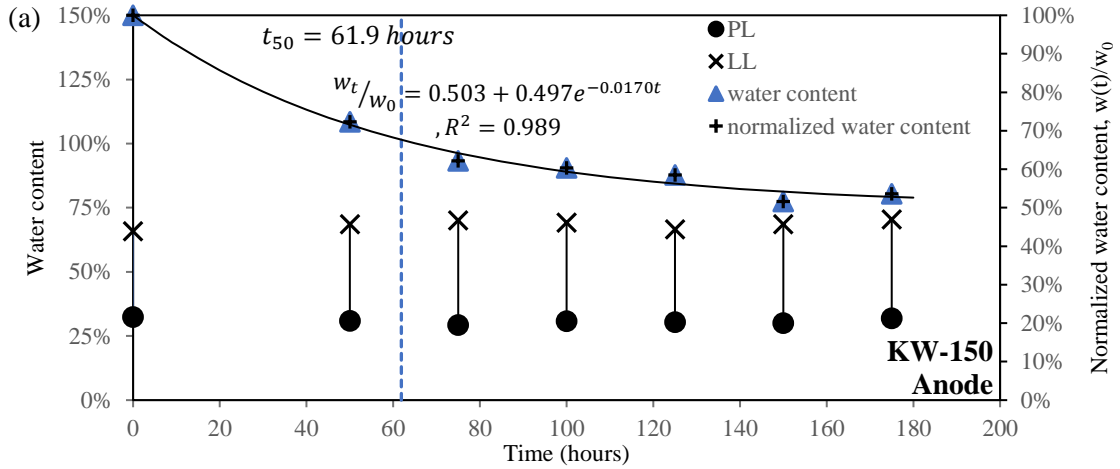 (a)
150%
125%
100%
75%
50%
25%
0%
Water content
t₅₀ = 61.9 hours
wₜ/w₀ = 0.503 + 0.497e^{-0.0170t}
, R² = 0.989
PL
LL
water content
normalized water content
KW-150
Anode
100%
90%
80%
70%
60%
50%
40%
30%
20%
10%
0%
Normalized water content, w(t)/w₀
0 20 40 60 80 100 120 140 160 180 200
Time (hours)